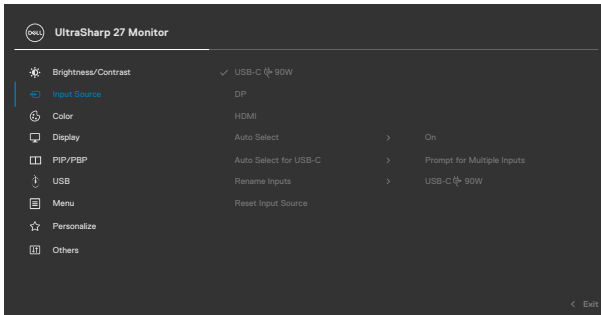 DELL UltraSharp 27 Monitor
Brightness/Contrast
USB-C 90W
Input Source
DP
Color
HDMI
Display
Auto Select
On
PIP/PBP
Auto Select for USB-C
Prompt for Multiple Inputs
USB
Rename Inputs
USB-C 90W
Menu
Reset Input Source
Personalize
Others
Exit